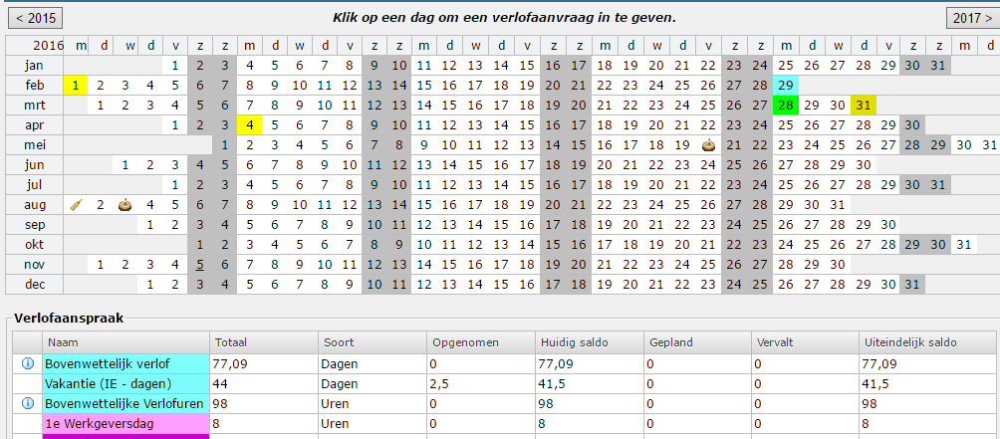 < 2015 Klik op een dag om een verlofaanvraag in te geven. 2017 >
2016 m d w d v z z m d w d v z z m d w d v z z m d w d v z z m d w d v z z m d
jan 1 2 3 4 5 6 7 8 9 10 11 12 13 14 15 16 17 18 19 20 21 22 23 24 25 26 27 28 29 30 31
feb 1 2 3 4 5 6 7 8 9 10 11 12 13 14 15 16 17 18 19 20 21 22 23 24 25 26 27 28 29
mrt 1 2 3 4 5 6 7 8 9 10 11 12 13 14 15 16 17 18 19 20 21 22 23 24 25 26 27 28 29 30 31
apr 1 2 3 4 5 6 7 8 9 10 11 12 13 14 15 16 17 18 19 20 21 22 23 24 25 26 27 28 29 30
mei 1 2 3 4 5 6 7 8 9 10 11 12 13 14 15 16 17 18 19 21 22 23 24 25 26 27 28 29 30 31
jun 1 2 3 4 5 6 7 8 9 10 11 12 13 14 15 16 17 18 19 20 21 22 23 24 25 26 27 28 29 30
jul 1 2 3 4 5 6 7 8 9 10 11 12 13 14 15 16 17 18 19 20 21 22 23 24 25 26 27 28 29 30 31
aug 2 4 5 6 7 8 9 10 11 12 13 14 15 16 17 18 19 20 21 22 23 24 25 26 27 28 29 30 31
sep 1 2 3 4 5 6 7 8 9 10 11 12 13 14 15 16 17 18 19 20 21 22 23 24 25 26 27 28 29 30
okt 1 2 3 4 5 6 7 8 9 10 11 12 13 14 15 16 17 18 19 20 21 22 23 24 25 26 27 28 29 30 31
nov 1 2 3 4 5 6 7 8 9 10 11 12 13 14 15 16 17 18 19 20 21 22 23 24 25 26 27 28 29 30
dec 1 2 3 4 5 6 7 8 9 10 11 12 13 14 15 16 17 18 19 20 21 22 23 24 25 26 27 28 29 30 31
Verlofaanspraak
Naam Totaal Soort Opgenomen Huidig saldo Gepland Vervalt Uiteindelijk saldo
Bovenwettelijk verlof 77,09 Dagen 0 77,09 0 0 77,09
Vakantie (IE - dagen) 44 Dagen 2,5 41,5 0 0 41,5
Bovenwettelijke Verlofuren 98 Uren 0 98 0 0 98
1e Werkgeversdag 8 Uren 0 8 0 0 8